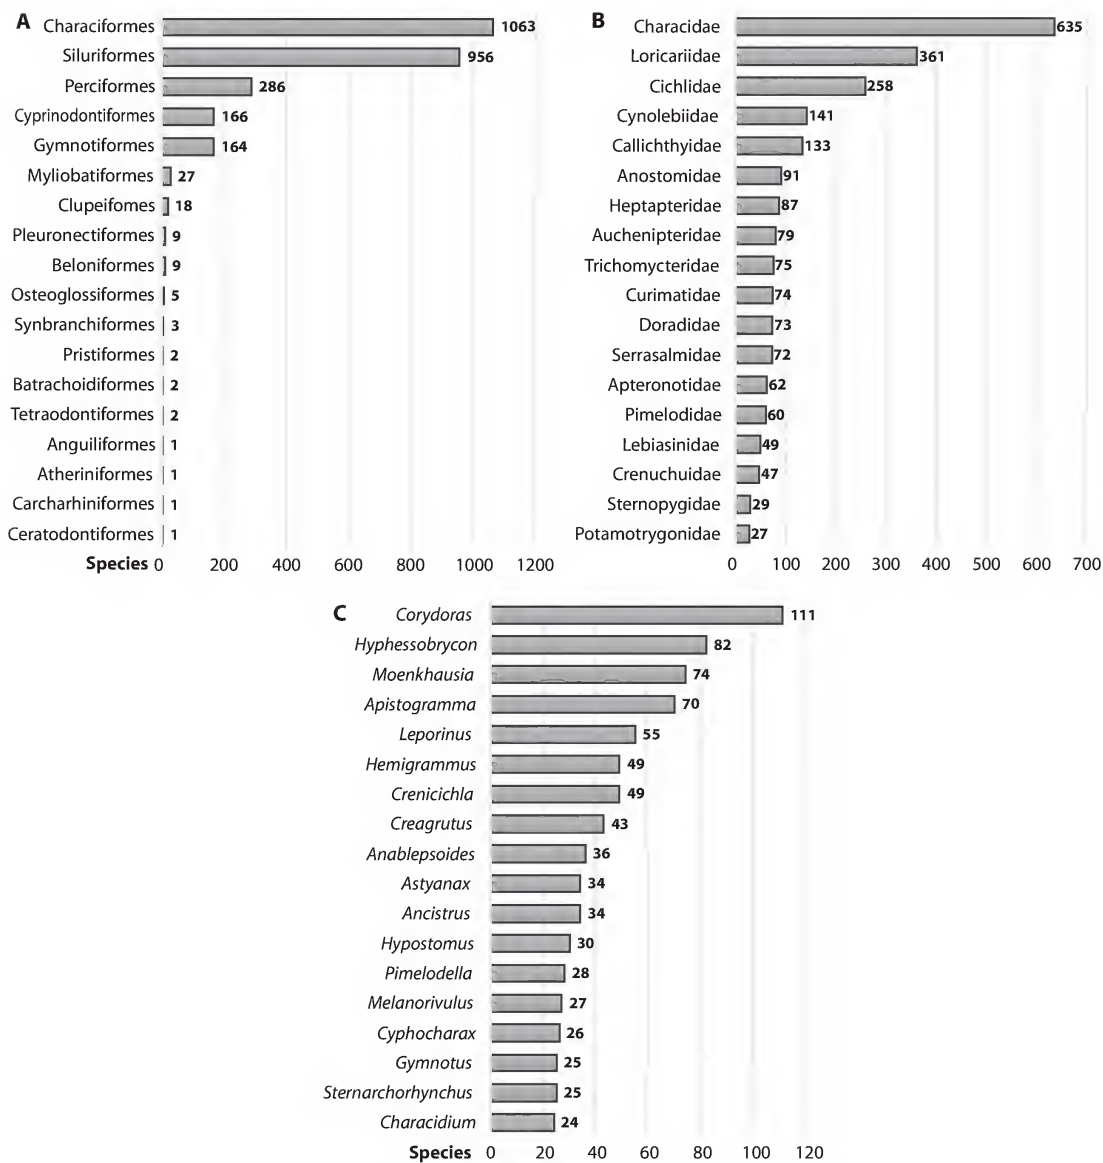 A
Characiformes 1063
Siluriformes 956
Perciformes 286
Cyprinodontiformes 166
Gymnotiformes 164
Myliobatiformes 27
Clupeifomes 18
Pleuronectiformes 9
Beloniformes 9
Osteoglossiformes 5
Synbranchiformes 3
Pristiformes 2
Batrachoidiformes 2
Tetraodontiformes 2
Anguiliformes 1
Atheriniformes 1
Carcharhiniformes 1
Ceratodontiformes 1
Species 0 200 400 600 800 1000 1200
B
Characidae 635
Loricariidae 361
Cichlidae 258
Cynolebiidae 141
Callichthyidae 133
Anostomidae 91
Heptapteridae 87
Auchenipteridae 79
Trichomycteridae 75
Curimatidae 74
Doradidae 73
Serrasalmidae 72
Apteronotidae 62
Pimelodidae 60
Lebiasinidae 49
Crenuchuidae 47
Sternopygidae 29
Potamotrygonidae 27
0 100 200 300 400 500 600 700
C
Corydoras 111
Hyphessobrycon 82
Moenkhausia 74
Apistogramma 70
Leporinus 55
Hemigrammus 49
Crenicichla 49
Creagrutus 43
Anablepsoides 36
Astyanax 34
Ancistrus 34
Hypostomus 30
Pimelodella 28
Melanorivulus 27
Cyphocharax 26
Gymnotus 25
Sternarchorhynchus 25
Characidium 24
Species 0 20 40 60 80 100 120